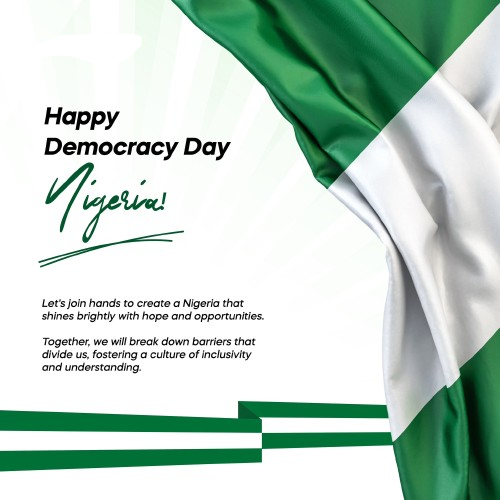 Happy
Democracy Day
Nigeria!
Let's join hands to create a Nigeria that
shines brightly with hope and opportunities.
Together, we will break down barriers that
divide us, fostering a culture of inclusivity
and understanding.